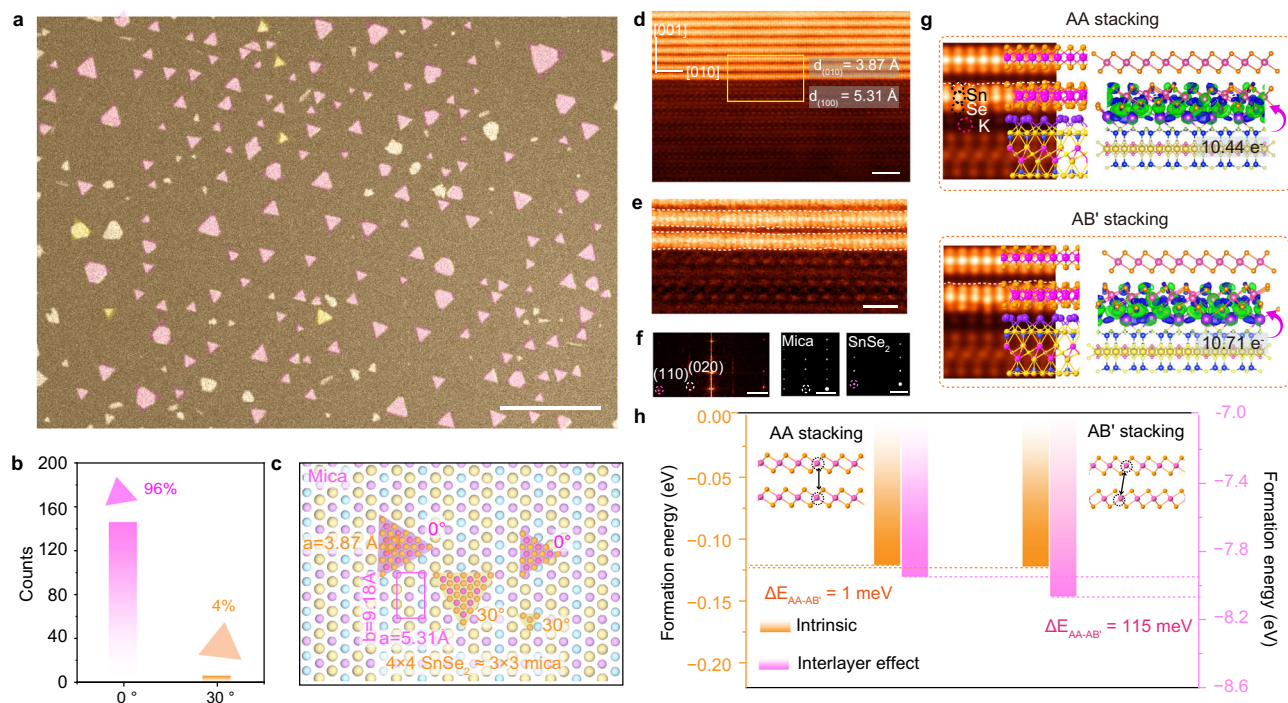 a
b
200
160
120
80
40
0
Counts
96%
4%
0 °
30 °
c
Mica
a=3.87 Å
0°
0°
b=9.18Å
a=5.31Å
30°
30°
4×4 SnSe₂ ≈ 3×3 mica
d
[001]
[010]
d(010) = 3.87 Å
d(100) = 5.31 Å
e
f
(110)
(020)
Mica
SnSe₂
g
AA stacking
Sn
Se
K
10.44 e⁻
AB' stacking
10.71 e⁻
h
0.00
−0.05
−0.10
−0.15
−0.20
Formation energy (eV)
AA stacking
AB' stacking
ΔE_AA-AB' = 1 meV
ΔE_AA-AB' = 115 meV
Intrinsic
Interlayer effect
-7.0
-7.4
-7.8
-8.2
-8.6
Formation energy (eV)